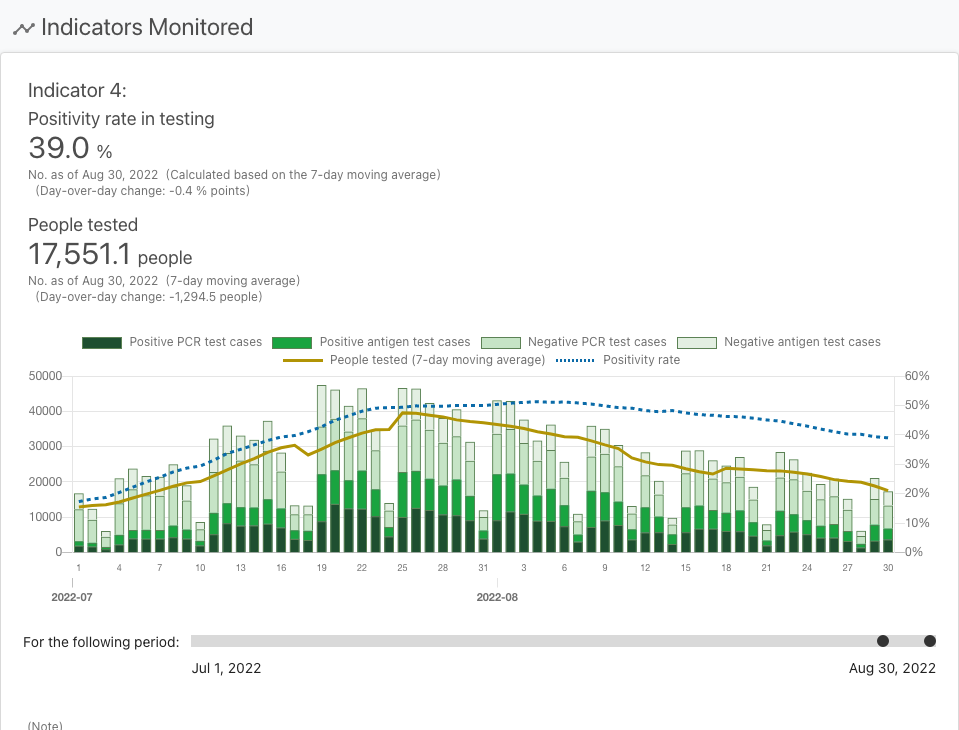 Indicators Monitored
Indicator 4:
Positivity rate in testing
39.0 %
No. as of Aug 30, 2022 (Calculated based on the 7-day moving average)
(Day-over-day change: -0.4 % points)
People tested
17,551.1 people
No. as of Aug 30, 2022 (7-day moving average)
(Day-over-day change: -1,294.5 people)
Positive PCR test cases Positive antigen test cases Negative PCR test cases Negative antigen test cases
People tested (7-day moving average) Positivity rate
50000 60%
40000 50%
30000 40%
20000 30%
10000 20%
0 10%
0%
1 4 7 10 13 16 19 22 25 28 31 3 6 9 12 15 18 21 24 27 30
2022-07 2022-08
For the following period:
Jul 1, 2022 Aug 30, 2022
(Note)